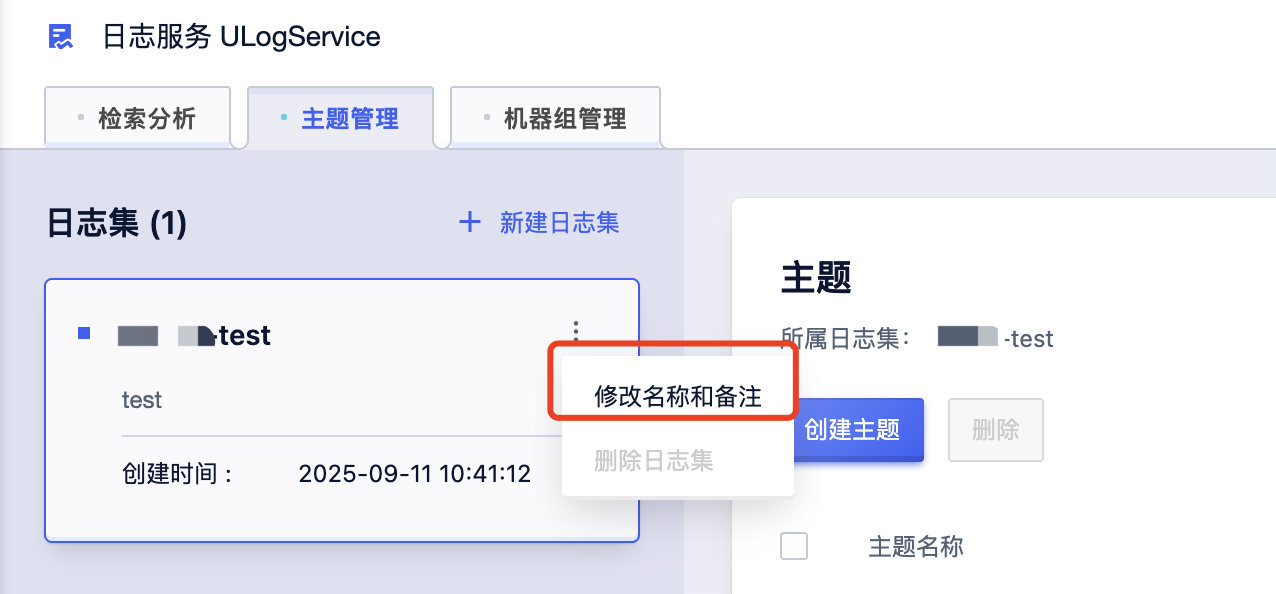 日志服务 ULogService
检索分析
主题管理
机器组管理
日志集 (1)
+ 新建日志集
-test
test
创建时间：
2025-09-11 10:41:12
修改名称和备注
删除日志集
主题
所属日志集：
-test
创建主题
删除
主题名称